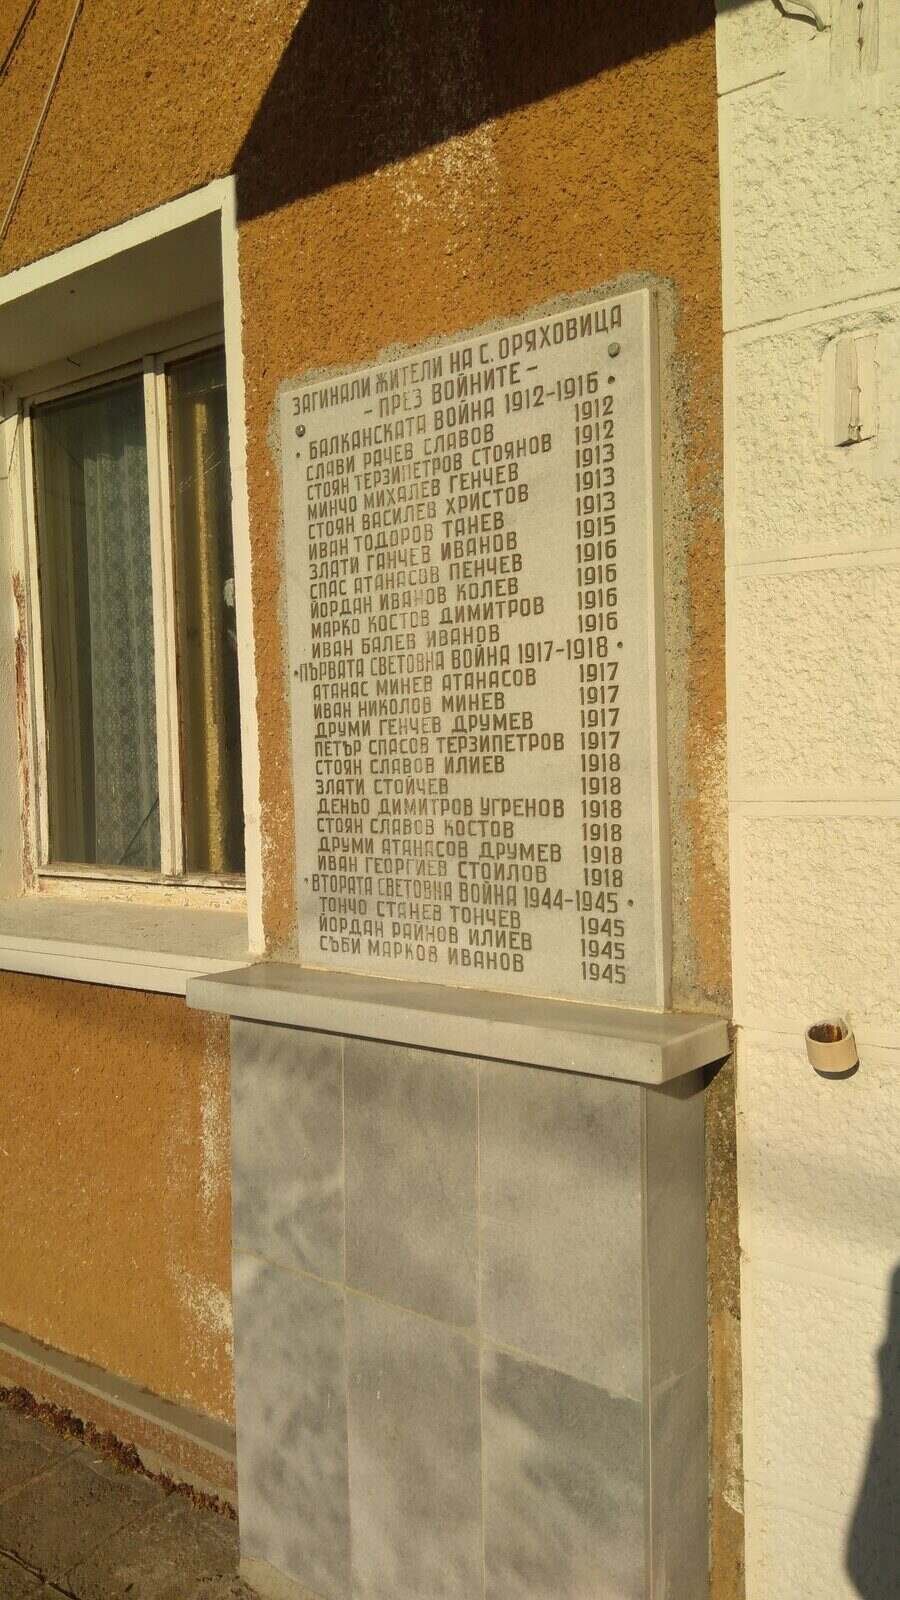 ЗАГИНАЛИ ЖИТЕЛИ НА С. ОРЯХОВИЦА
- ПРЕЗ ВОЙНИТЕ -
• БАЛКАНСКАТА ВОЙНА 1912-1916 •
СЛАВИ РАЧЕВ СЛАВОВ 1912
СТОЯН ТЕРЗИПЕТРОВ СТОЯНОВ 1912
МИНЧО МИХАЛЕВ ГЕНЧЕВ 1913
СТОЯН ВАСИЛЕВ ХРИСТОВ 1913
ИВАН ТОДОРОВ ТАНЕВ 1913
ЗЛАТИ ГАНЧЕВ ИВАНОВ 1915
СПАС АТАНАСОВ ПЕНЧЕВ 1916
ЙОРДАН ИВАНОВ КОЛЕВ 1916
МАРКО КОСТОВ ДИМИТРОВ 1916
ИВАН БАЛЕВ ИВАНОВ 1916
• ПЪРВАТА СВЕТОВНА ВОЙНА 1917-1918 •
АТАНАС МИНЕВ АТАНАСОВ 1917
ИВАН НИКОЛОВ МИНЕВ 1917
ДРУМИ ГЕНЧЕВ ДРУМЕВ 1917
ПЕТЪР СПАСОВ ТЕРЗИПЕТРОВ 1917
СТОЯН СЛАВОВ ИЛИЕВ 1918
ЗЛАТИ СТОЙЧЕВ 1918
ДЕНЬО ДИМИТРОВ УГРЕНОВ 1918
СТОЯН СЛАВОВ КОСТОВ 1918
ДРУМИ АТАНАСОВ ДРУМЕВ 1918
ИВАН ГЕОРГИЕВ СТОИЛОВ 1918
• ВТОРАТА СВЕТОВНА ВОЙНА 1944-1945 •
ТОНЧО СТАНЕВ ТОНЧЕВ 1945
ЙОРДАН РАЙНОВ ИЛИЕВ 1945
СЪБИ МАРКОВ ИВАНОВ 1945